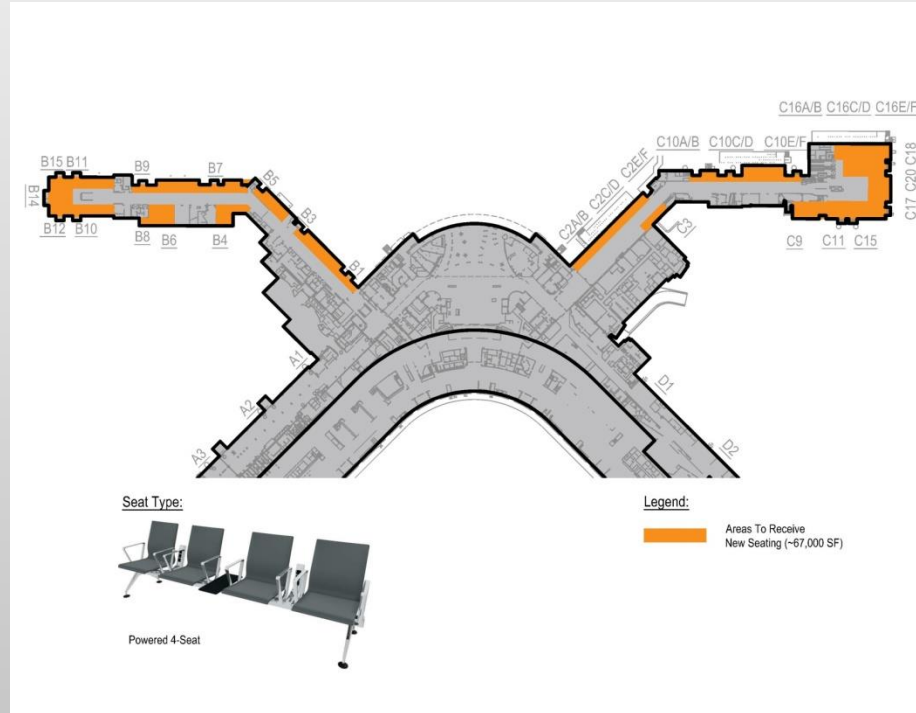 C16A/B C16C/D C16E/F
C10A/B C10C/D C10E/F
C18
C20
C17
C2E/F
C2C/D
C2A/B
C3
C9 C11 C15
B15 B11
B9
B7
B5
B3
B1
B14
B12 B10
B8
B6
B4
A1
A2
A3
D1
D2
Seat Type:
Powered 4-Seat
Legend:
Areas To Receive
New Seating (~67,000 SF)